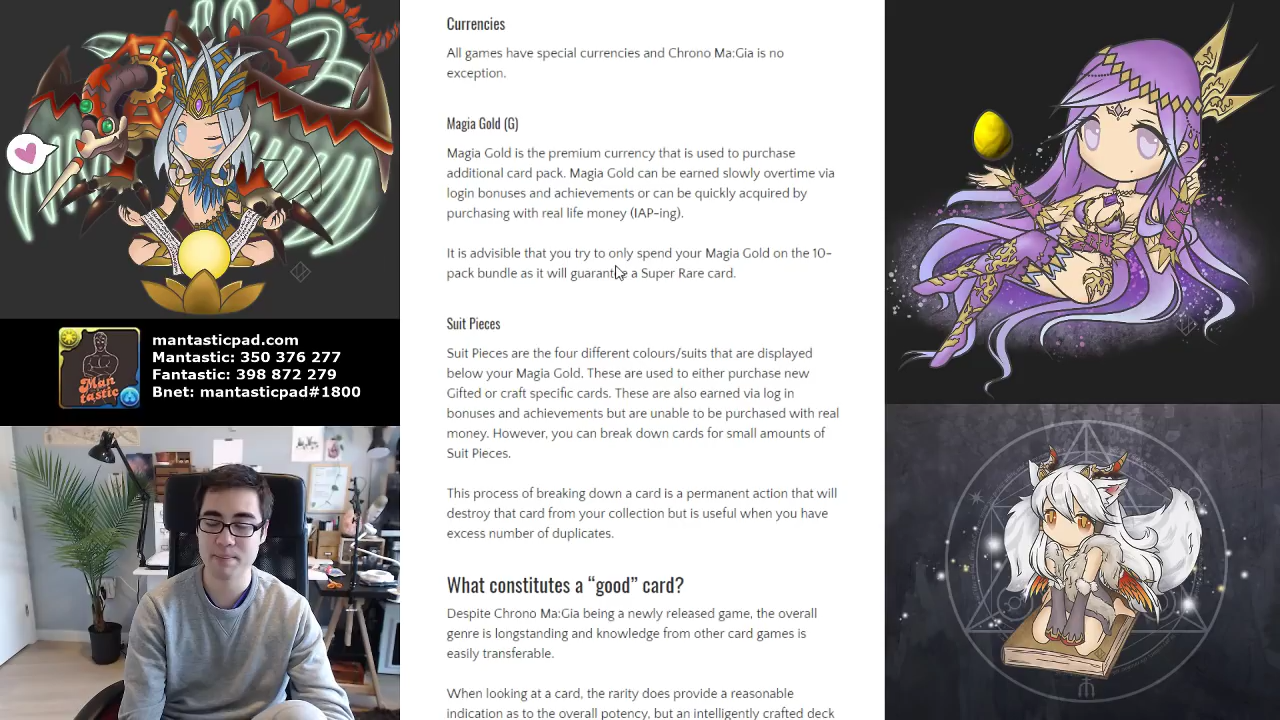 mantasticpad.com
Mantastic: 350 376 277
Fantastic: 398 872 279
Bnet: mantasticpad#1800
Man
tastic
Currencies
All games have special currencies and Chrono Ma:Gia is no
exception.
Magia Gold (G)
Magia Gold is the premium currency that is used to purchase
additional card pack. Magia Gold can be earned slowly overtime via
login bonuses and achievements or can be quickly acquired by
purchasing with real life money (IAP-ing).
It is advisible that you try to only spend your Magia Gold on the 10-
pack bundle as it will guarantee a Super Rare card.
Suit Pieces
Suit Pieces are the four different colours/suits that are displayed
below your Magia Gold. These are used to either purchase new
Gifted or craft specific cards. These are also earned via log in
bonuses and achievements but are unable to be purchased with real
money. However, you can break down cards for small amounts of
Suit Pieces.
This process of breaking down a card is a permanent action that will
destroy that card from your collection but is useful when you have
excess number of duplicates.
What constitutes a “good” card?
Despite Chrono Ma:Gia being a newly released game, the overall
genre is longstanding and knowledge from other card games is
easily transferable.
When looking at a card, the rarity does provide a reasonable
indication as to the overall potency, but an intelligently crafted deck